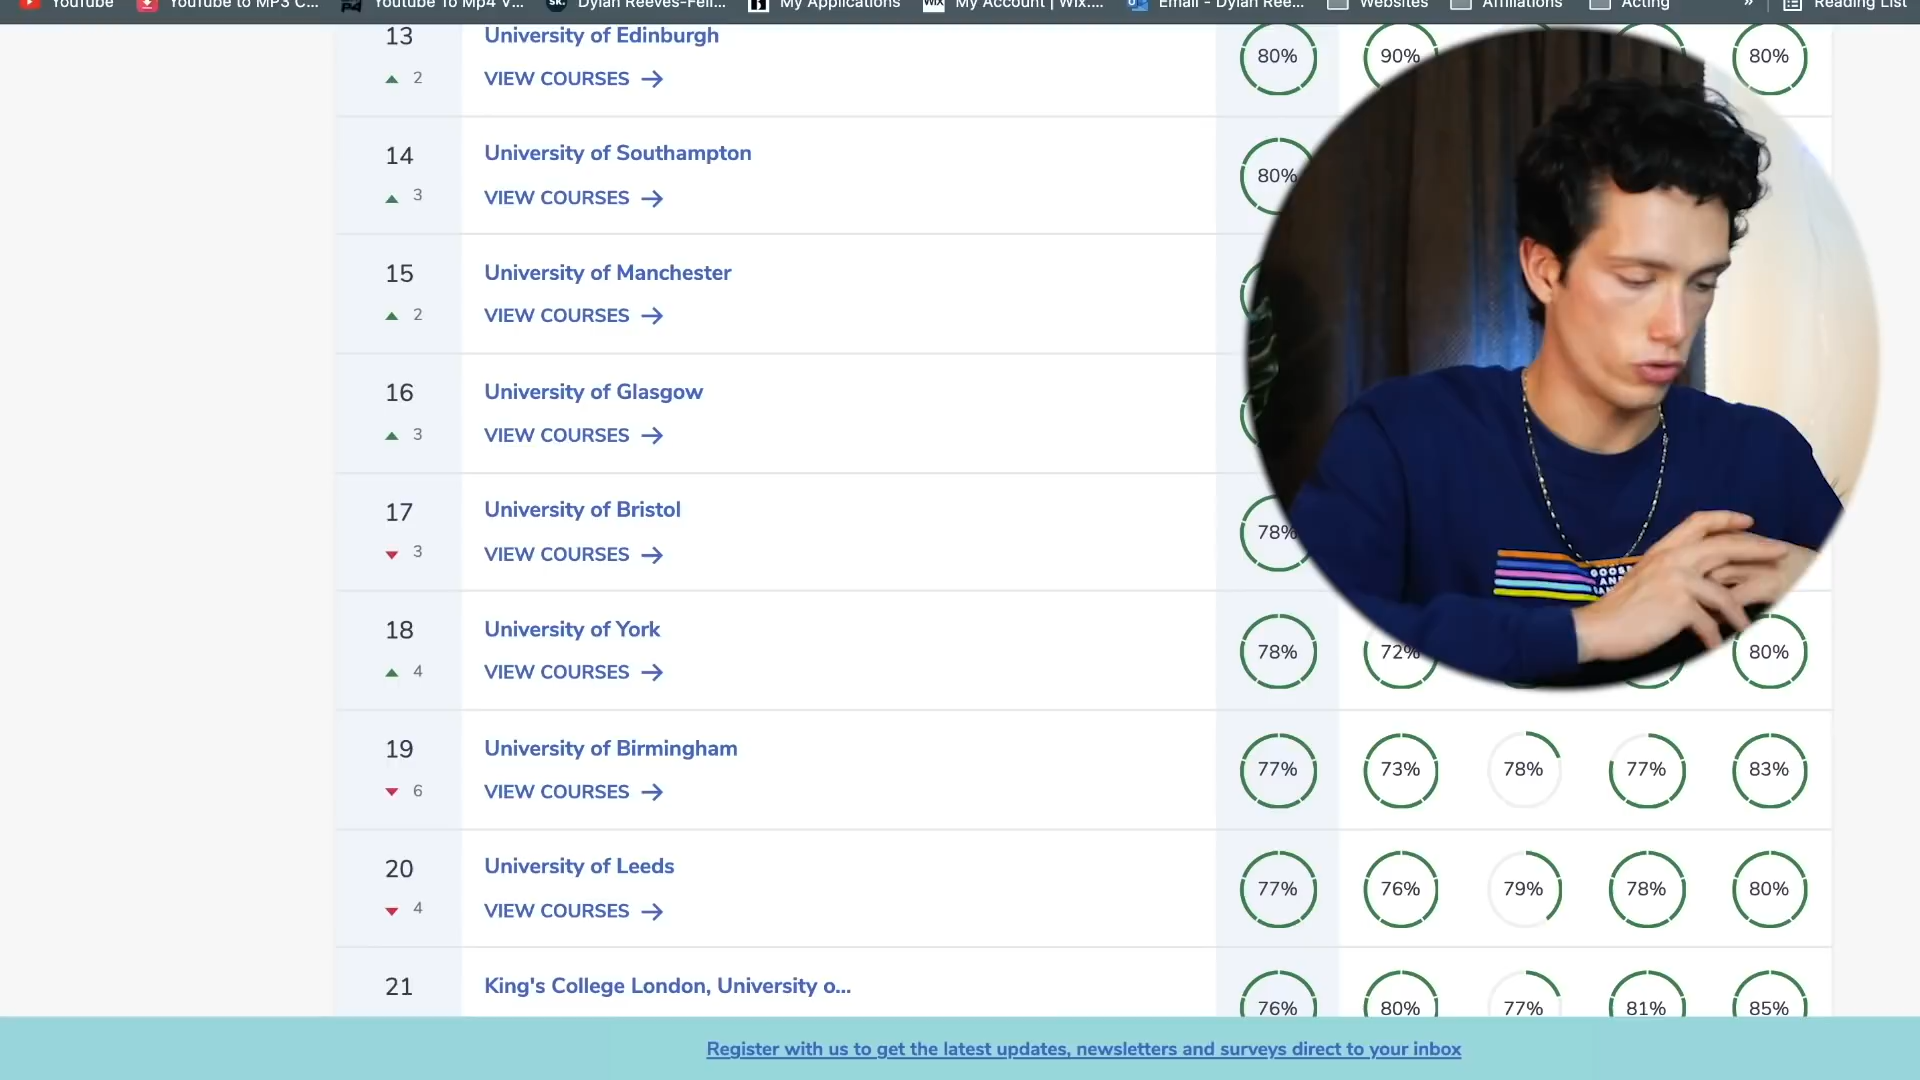 YouTube YouTube to MP3 C... Youtube To Mp4 V... SK. Dylan Reeves-Fell... My Applications WIX My Account | Wix.... Email - Dylan Ree... Websites Affiliations Acting » Reading List
13 University of Edinburgh 80% 90% 80%
2 VIEW COURSES
14 University of Southampton 80%
3 VIEW COURSES
15 University of Manchester
2 VIEW COURSES
16 University of Glasgow
3 VIEW COURSES
17 University of Bristol 78%
3 VIEW COURSES
18 University of York 78% 72% 80%
4 VIEW COURSES
19 University of Birmingham 77% 73% 78% 77% 83%
6 VIEW COURSES
20 University of Leeds 77% 76% 79% 78% 80%
4 VIEW COURSES
21 King's College London, University o... 76% 80% 77% 81% 85%
Register with us to get the latest updates, newsletters and surveys direct to your inbox